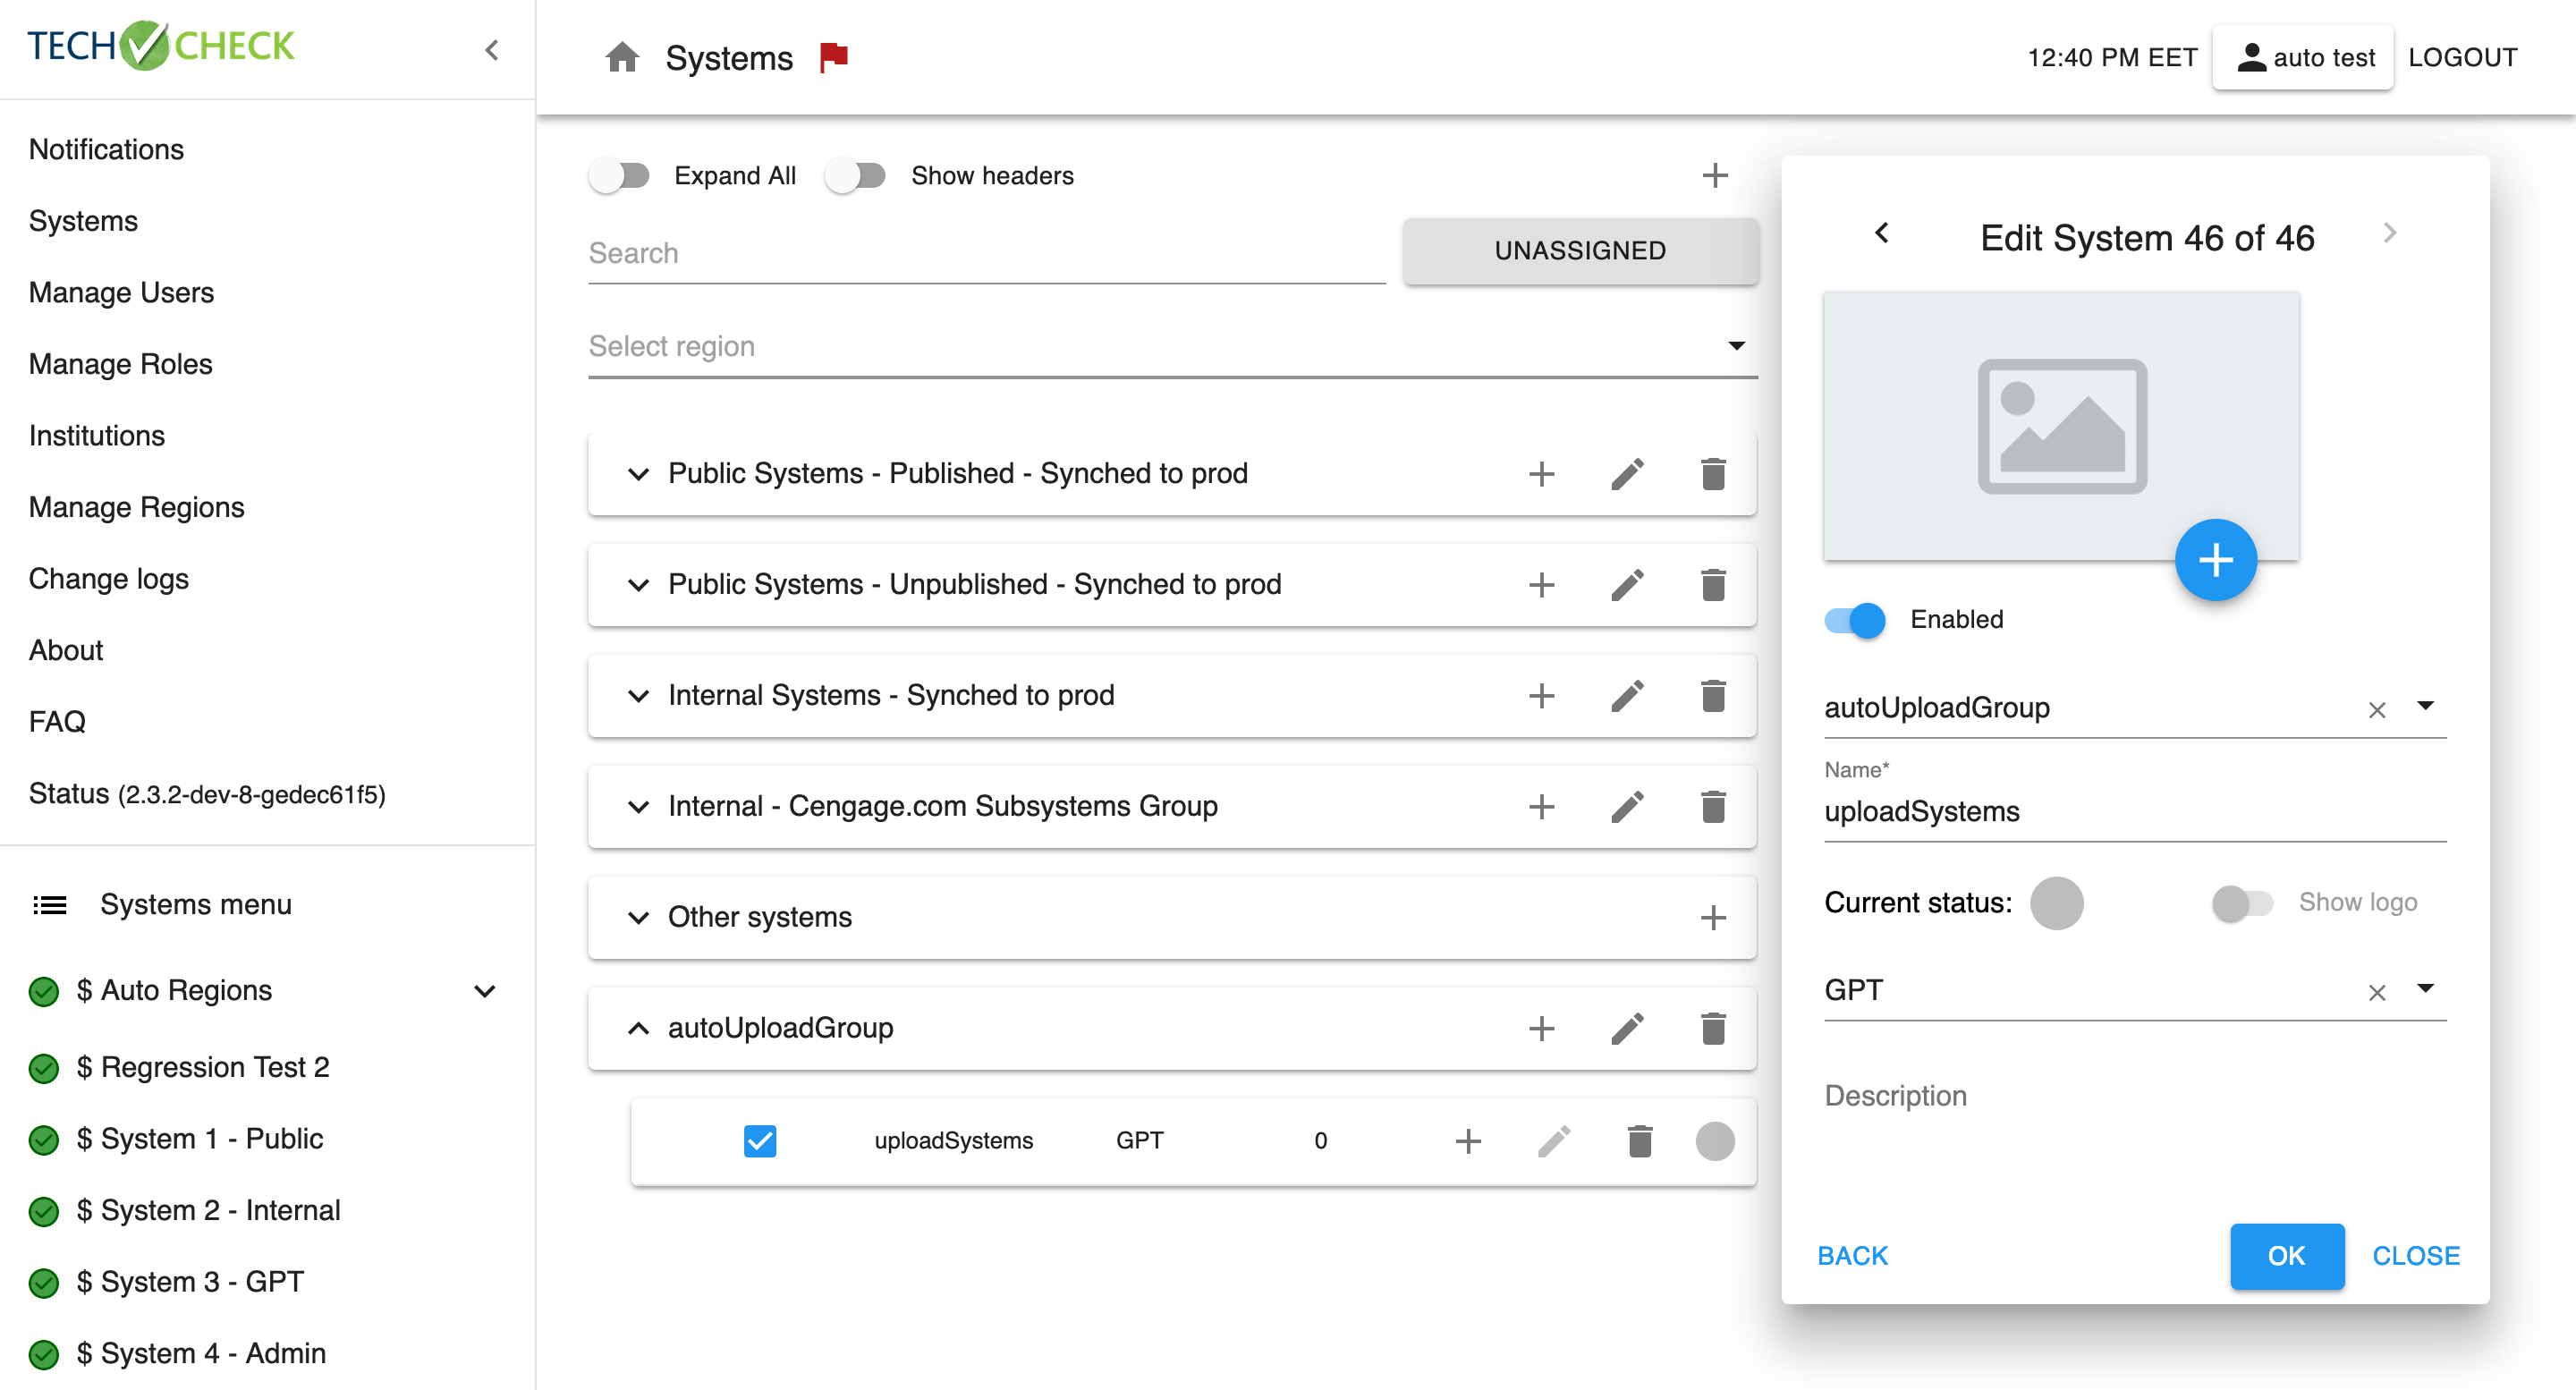 TECH CHECK
Notifications
Systems
Manage Users
Manage Roles
Institutions
Manage Regions
Change logs
About
FAQ
Status (2.3.2-dev-8-gedec61f5)
Systems menu
$ Auto Regions
$ Regression Test 2
$ System 1 - Public
$ System 2 - Internal
$ System 3 - GPT
$ System 4 - Admin
Systems
12:40 PM EET
auto test
LOGOUT
Expand All
Show headers
Search
UNASSIGNED
Select region
Public Systems - Published - Synched to prod
Public Systems - Unpublished - Synched to prod
Internal Systems - Synched to prod
Internal - Cengage.com Subsystems Group
Other systems
autoUploadGroup
uploadSystems GPT 0
Edit System 46 of 46
Enabled
autoUploadGroup
Name*
uploadSystems
Current status:
Show logo
GPT
Description
BACK
OK
CLOSE